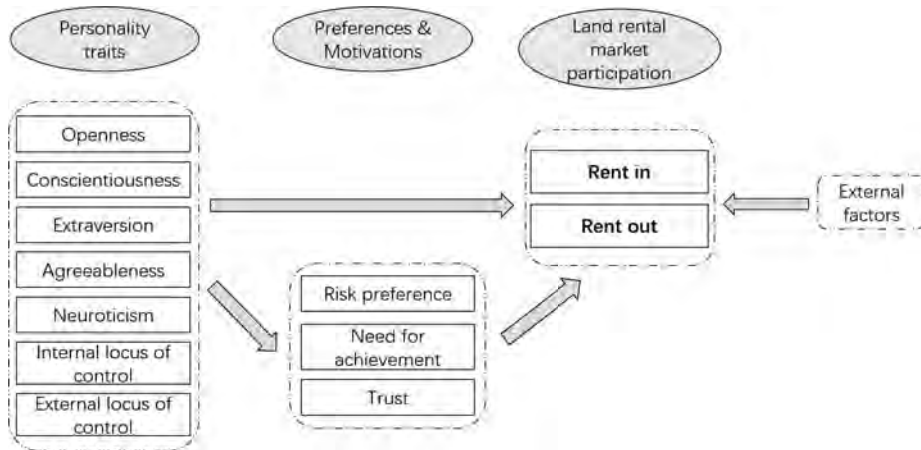 Personality
traits
Preferences &
Motivations
Land rental
market
participation
Openness
Conscientiousness
Extraversion
Agreeableness
Neuroticism
Internal locus of
control
External locus of
control
Risk preference
Need for
achievement
Trust
Rent in
Rent out
External
factors